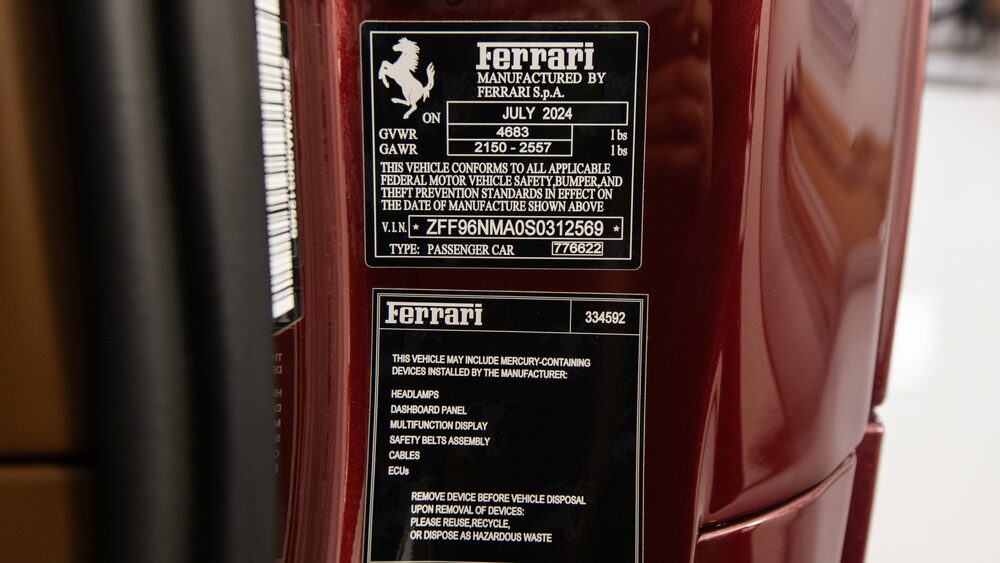 Ferrari
MANUFACTURED BY
FERRARI S.p.A.
ON JULY 2024
GVWR 4683 lbs
GAWR 2150 - 2557 lbs
THIS VEHICLE CONFORMS TO ALL APPLICABLE
FEDERAL MOTOR VEHICLE SAFETY,BUMPER,AND
THEFT PREVENTION STANDARDS IN EFFECT ON
THE DATE OF MANUFACTURE SHOWN ABOVE
V.I.N. * ZFF96NMA0S0312569 *
TYPE: PASSENGER CAR 776622
Ferrari 334592
THIS VEHICLE MAY INCLUDE MERCURY-CONTAINING
DEVICES INSTALLED BY THE MANUFACTURER:
HEADLAMPS
DASHBOARD PANEL
MULTIFUNCTION DISPLAY
SAFETY BELTS ASSEMBLY
CABLES
ECUs
REMOVE DEVICE BEFORE VEHICLE DISPOSAL
UPON REMOVAL OF DEVICES:
PLEASE REUSE,RECYCLE,
OR DISPOSE AS HAZARDOUS WASTE